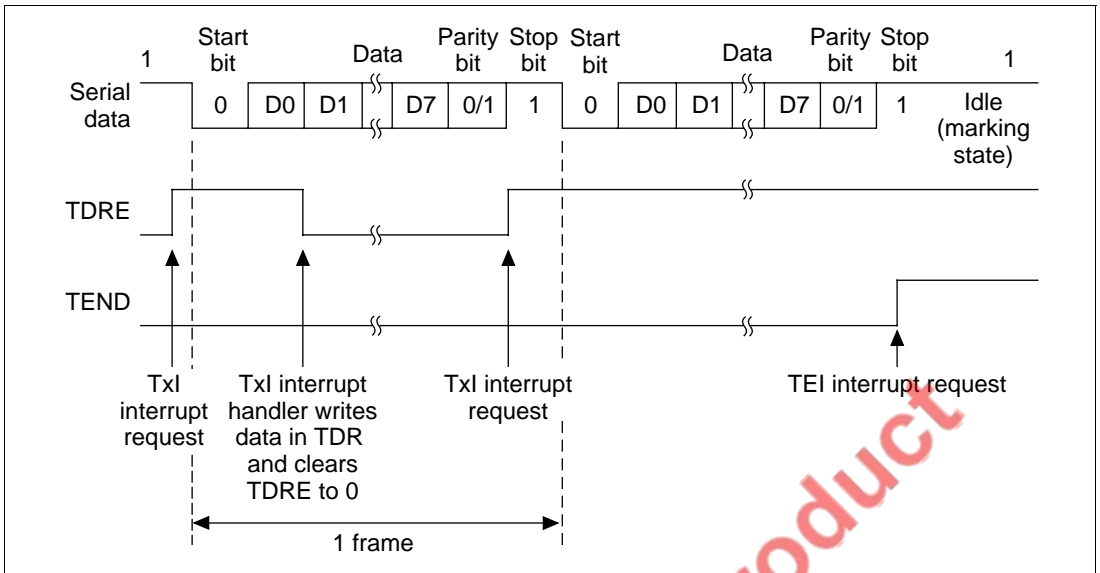 1 Start bit Data Parity bit Stop bit Start bit Data Parity bit Stop bit 1
Serial data 0 D0 D1 D7 0/1 1 0 D0 D1 D7 0/1 1 Idle (marking state)
TDRE
TEND
TxI interrupt request
TxI interrupt handler writes data in TDR and clears TDRE to 0
TxI interrupt request
TEI interrupt request
1 frame